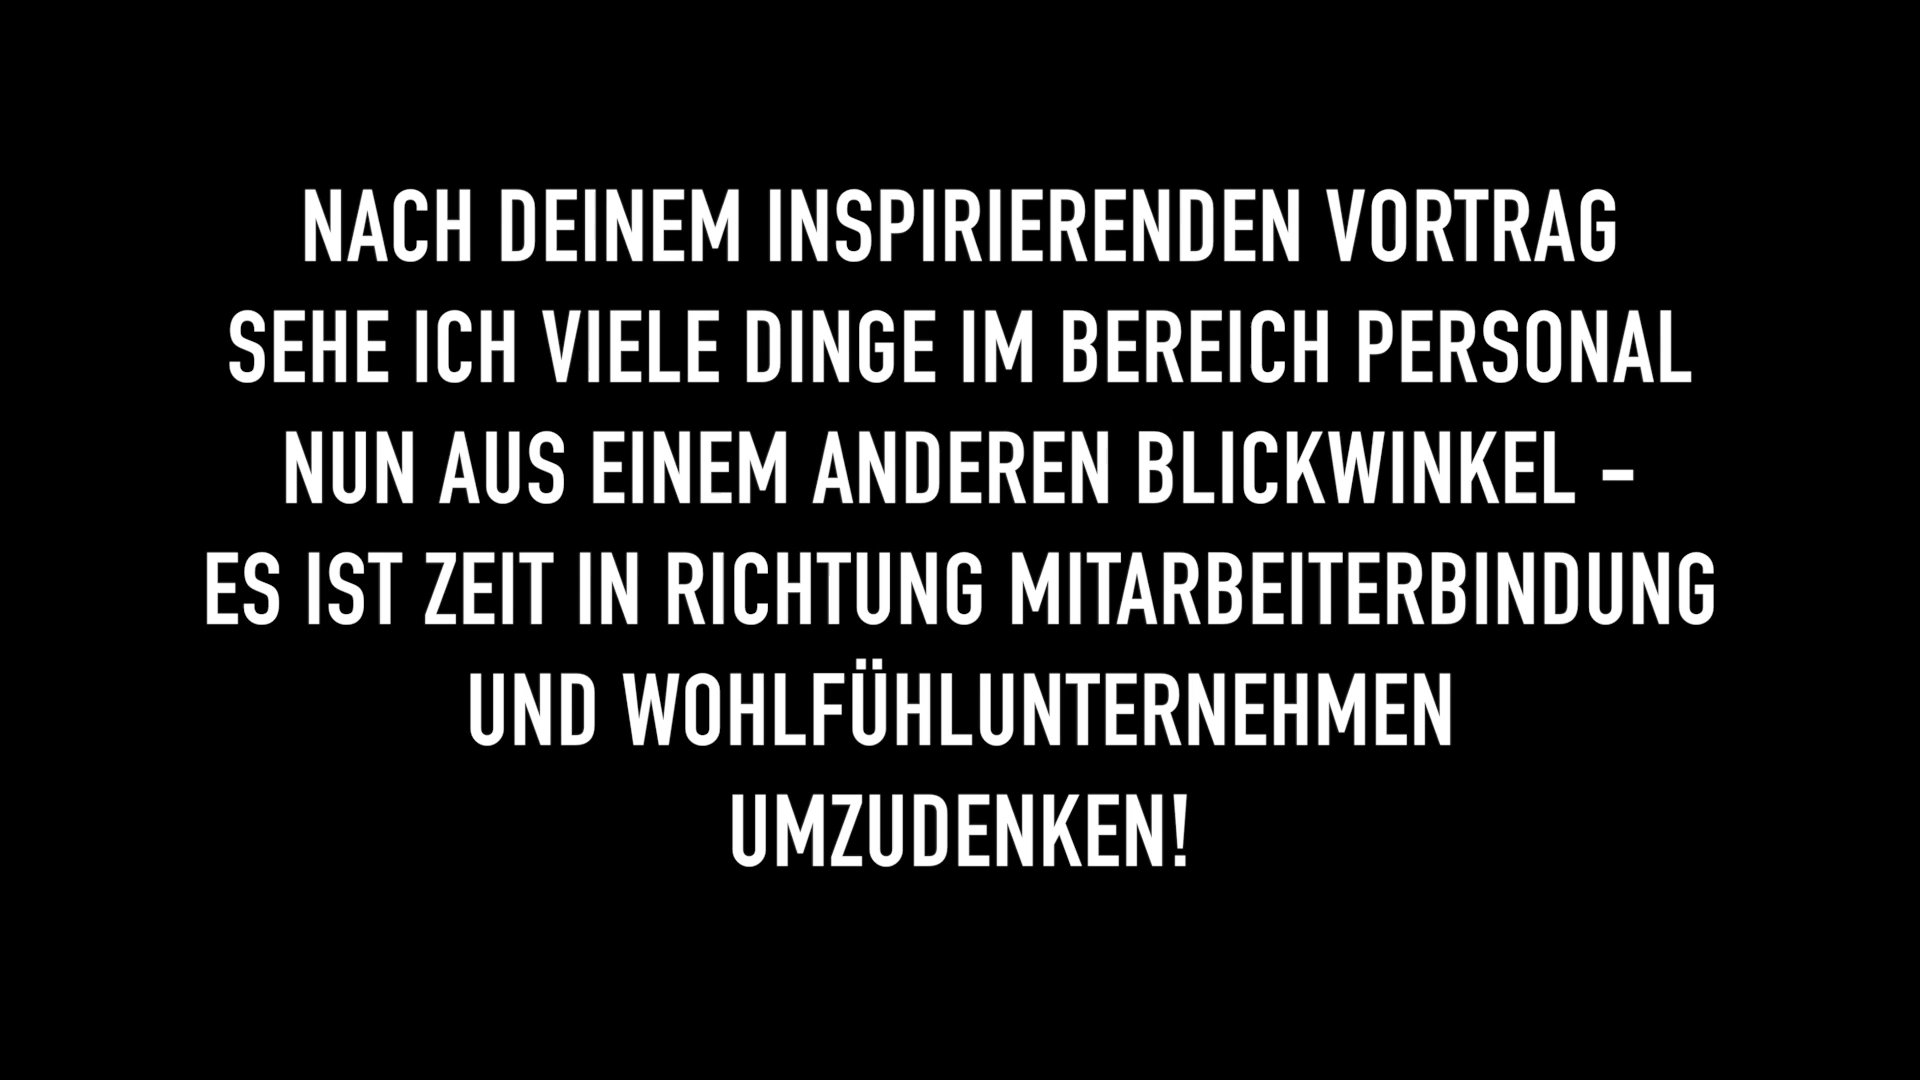 NACH DEINEM INSPIRIERENDEN VORTRAG
SEHE ICH VIELE DINGE IM BEREICH PERSONAL
NUN AUS EINEM ANDEREN BLICKWINKEL -
ES IST ZEIT IN RICHTUNG MITARBEITERBINDUNG
UND WOHLFÜHLUNTERNEHMEN
UMZUDENKEN!